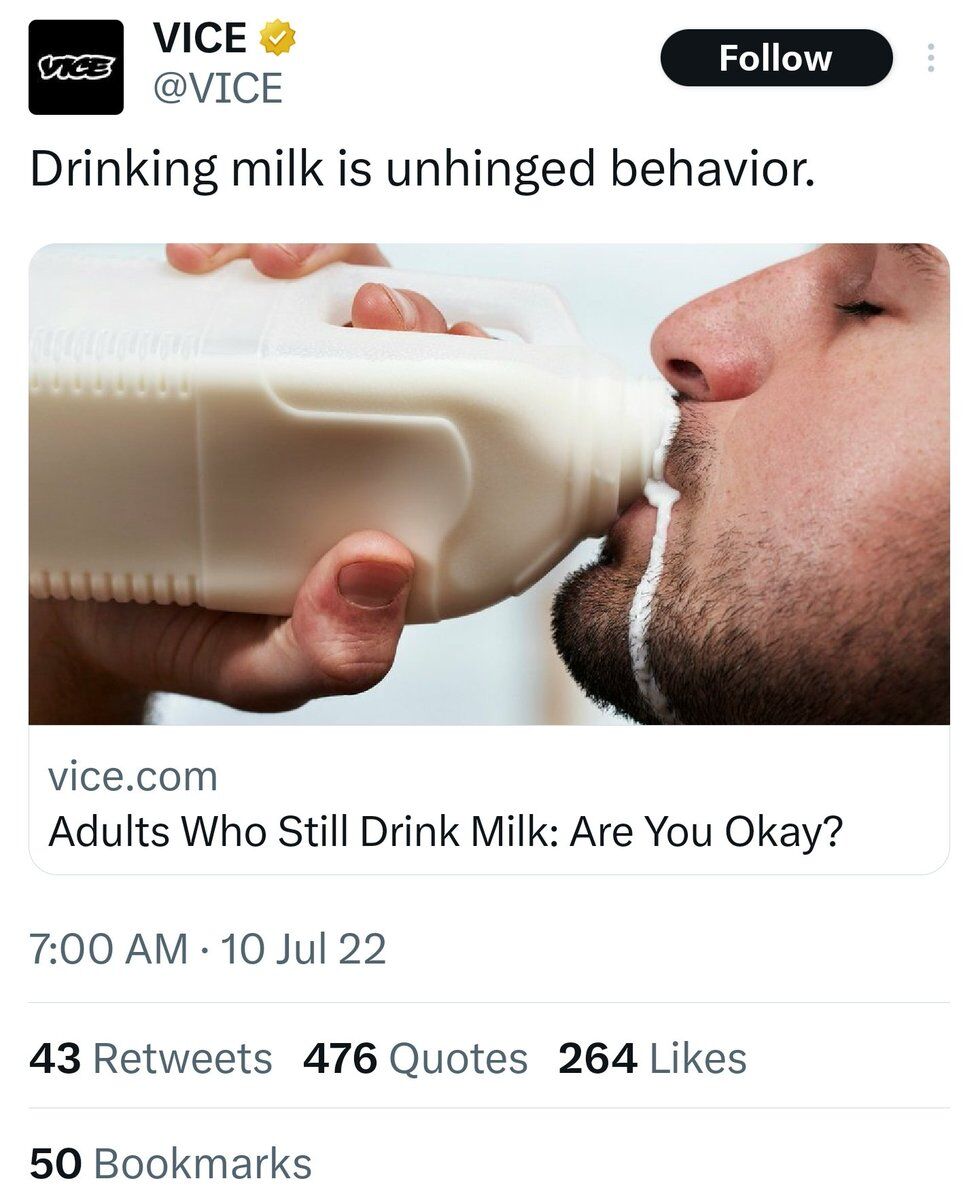 VICE
VICE
@VICE
Follow
Drinking milk is unhinged behavior.
vice.com
Adults Who Still Drink Milk: Are You Okay?
7:00 AM · 10 Jul 22
43 Retweets 476 Quotes 264 Likes
50 Bookmarks